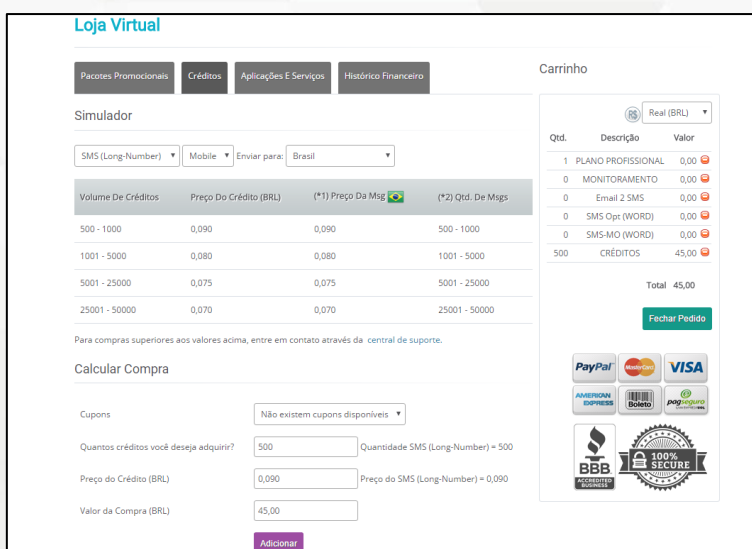 Loja Virtual
Pacotes Promocionais
Créditos
Aplicações E Serviços
Histórico Financeiro
Simulador
SMS (Long-Number) Mobile Enviar para: Brasil
Volume De Créditos Preço Do Crédito (BRL) (*1) Preço Da Msg (*2) Qtd. De Msgs
500 - 1000 0,090 0,090 500 - 1000
1001 - 5000 0,080 0,080 1001 - 5000
5001 - 25000 0,075 0,075 5001 - 25000
25001 - 50000 0,070 0,070 25001 - 50000
Para compras superiores aos valores acima, entre em contato através da central de suporte.
Calcular Compra
Cupons Não existem cupons disponíveis
Quantos créditos você deseja adquirir? 500 Quantidade SMS (Long-Number) = 500
Preço do Crédito (BRL) 0,090 Preço do SMS (Long-Number) = 0,090
Valor da Compra (BRL) 45,00
Adicionar
Carrinho
R$ Real (BRL)
Qtd. Descrição Valor
1 PLANO PROFISSIONAL 0,00
0 MONITORAMENTO 0,00
0 Email 2 SMS 0,00
0 SMS Opt (WORD) 0,00
0 SMS-MO (WORD) 0,00
500 CRÉDITOS 45,00
Total 45,00
Fechar Pedido
PayPal MasterCard VISA
AMERICAN EXPRESS Boleto pagseguro
BBB
ACCREDITED BUSINESS
100% SECURE